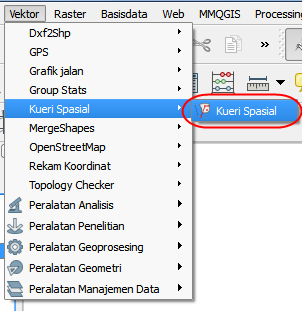 Vektor Raster Basisdata Web MMQGIS Processing
Dxf2Shp
GPS
Grafik jalan
Group Stats
Kueri Spasial
Kueri Spasial
MergeShapes
OpenStreetMap
Rekam Koordinat
Topology Checker
Peralatan Analisis
Peralatan Penelitian
Peralatan Geoprosesing
Peralatan Geometri
Peralatan Manajemen Data